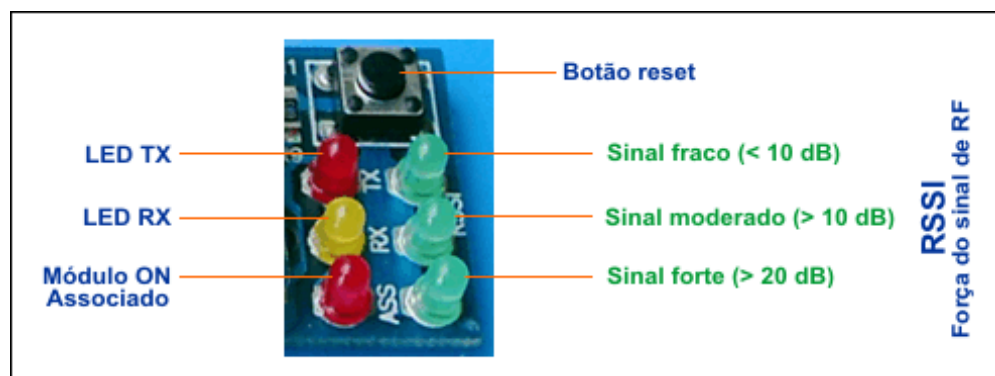 Botão reset
LED TX
Sinal fraco (< 10 dB)
LED RX
Sinal moderado (> 10 dB)
Módulo ON
Associado
Sinal forte (> 20 dB)
RSSI
Força do sinal de RF
TX
RX
ASS
RSSI